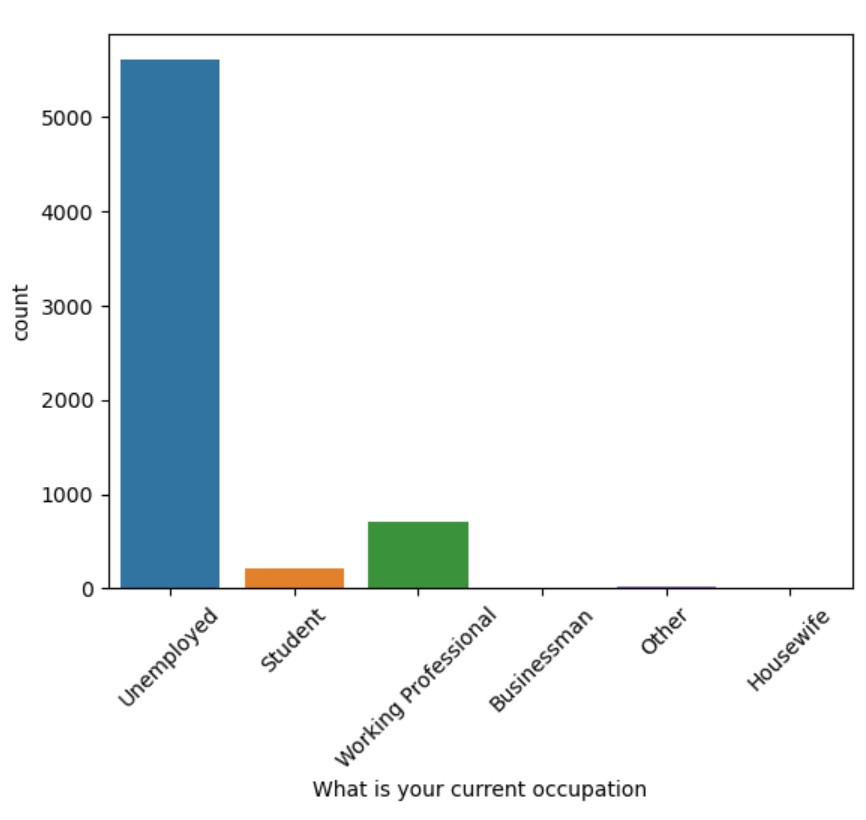 5000
4000
3000
2000
1000
0
count
Unemployed
Student
Working Professional
Businessman
Other
Housewife
What is your current occupation